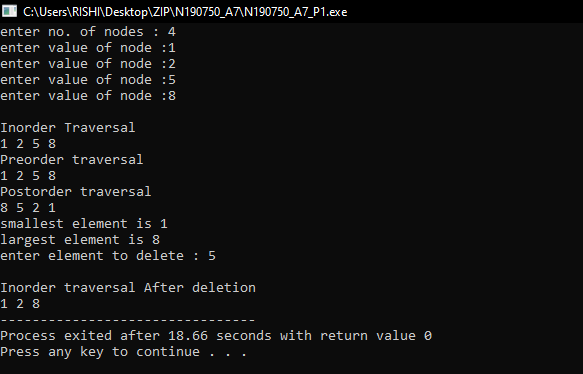 C:\Users\RISHI\Desktop\ZIP\N190750_A7\N190750_A7_P1.exe
enter no. of nodes : 4
enter value of node :1
enter value of node :2
enter value of node :5
enter value of node :8
Inorder Traversal
1 2 5 8
Preorder traversal
1 2 5 8
Postorder traversal
8 5 2 1
smallest element is 1
largest element is 8
enter element to delete : 5
Inorder traversal After deletion
1 2 8
--------------------------------
Process exited after 18.66 seconds with return value 0
Press any key to continue . . .